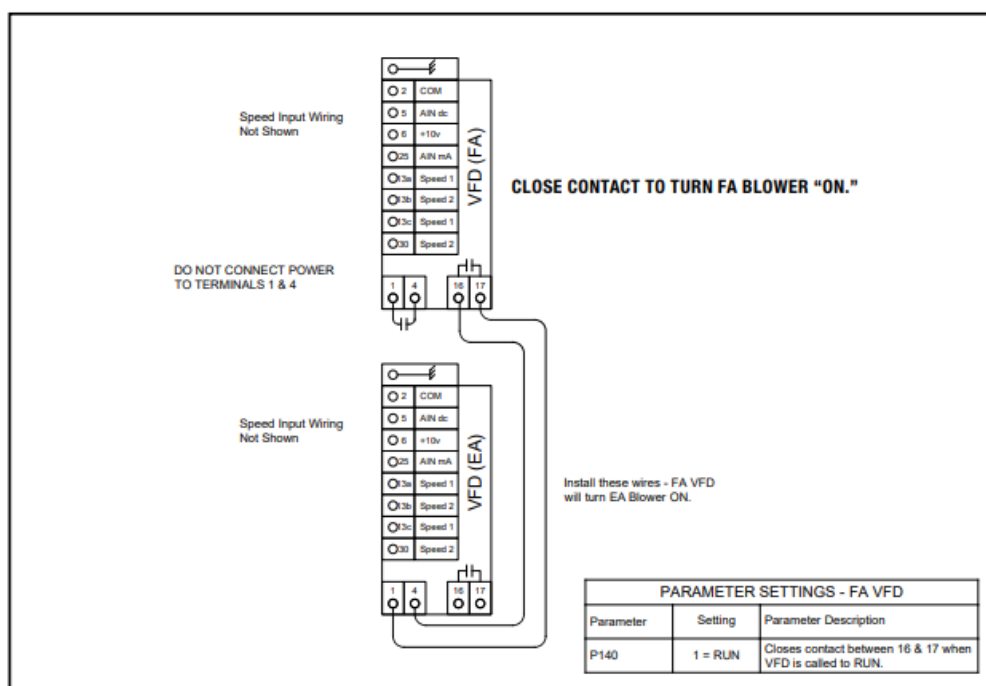 Speed Input Wiring
Not Shown
2 COM
5 AIN dc
6 +10v
25 AIN mA
13a Speed 1
13b Speed 2
13c Speed 1
30 Speed 2
VFD (FA)
CLOSE CONTACT TO TURN FA BLOWER “ON.”
DO NOT CONNECT POWER
TO TERMINALS 1 & 4
1 4 16 17
Speed Input Wiring
Not Shown
2 COM
5 AIN dc
6 +10v
25 AIN mA
13a Speed 1
13b Speed 2
13c Speed 1
30 Speed 2
VFD (EA)
Install these wires - FA VFD
will turn EA Blower ON.
1 4 16 17
PARAMETER SETTINGS - FA VFD
Parameter Setting Parameter Description
P140 1 = RUN Closes contact between 16 & 17 when
VFD is called to RUN.